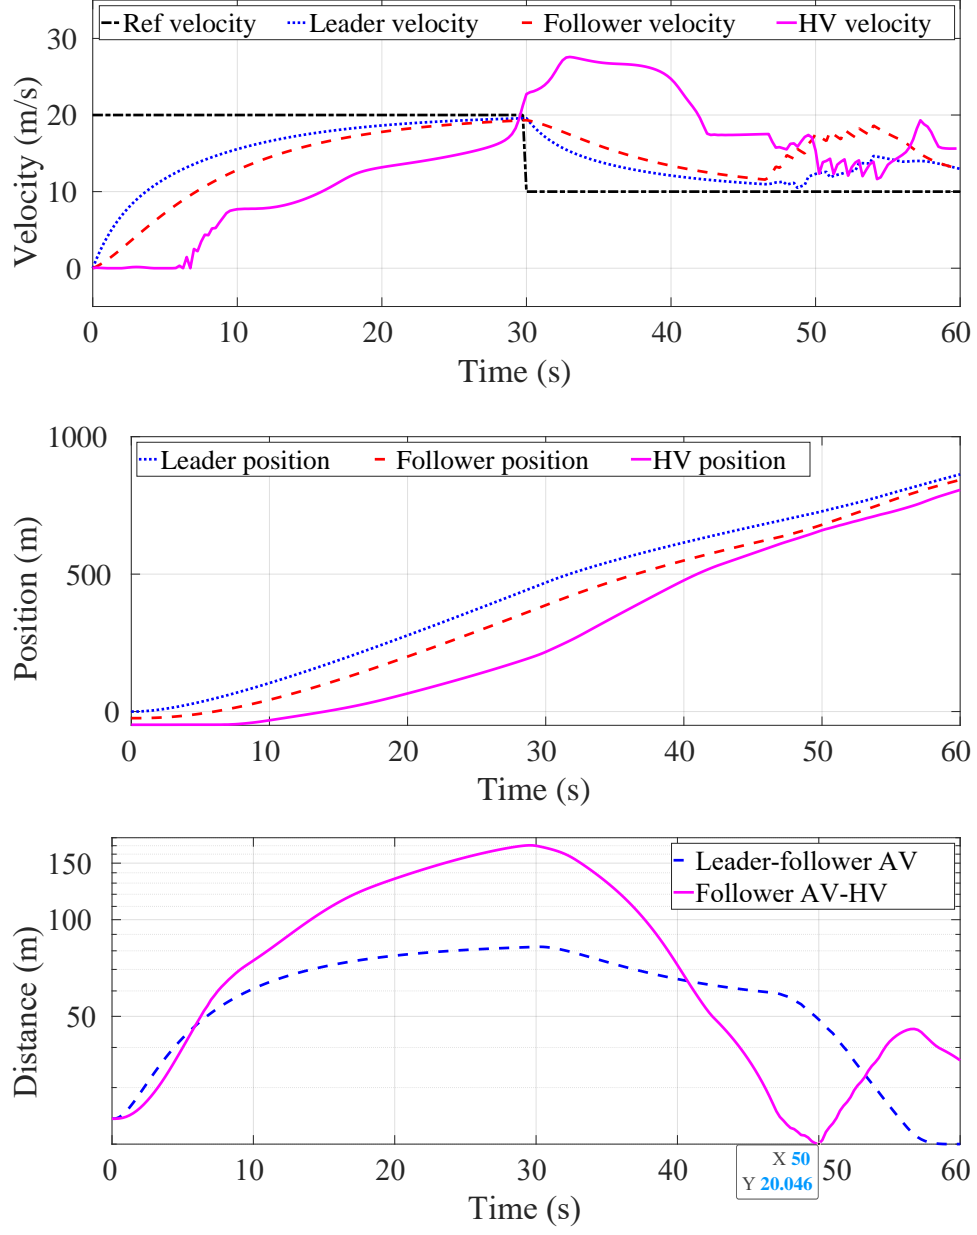 Ref velocity Leader velocity Follower velocity HV velocity
30
20
10
0
Velocity (m/s)
0 10 20 30 40 50 60
Time (s)
Leader position Follower position HV position
1000
500
0
Position (m)
0 10 20 30 40 50 60
Time (s)
Leader-follower AV
Follower AV-HV
150
100
50
Distance (m)
0 10 20 30 40 50 60
X 50
Y 20.046
Time (s)